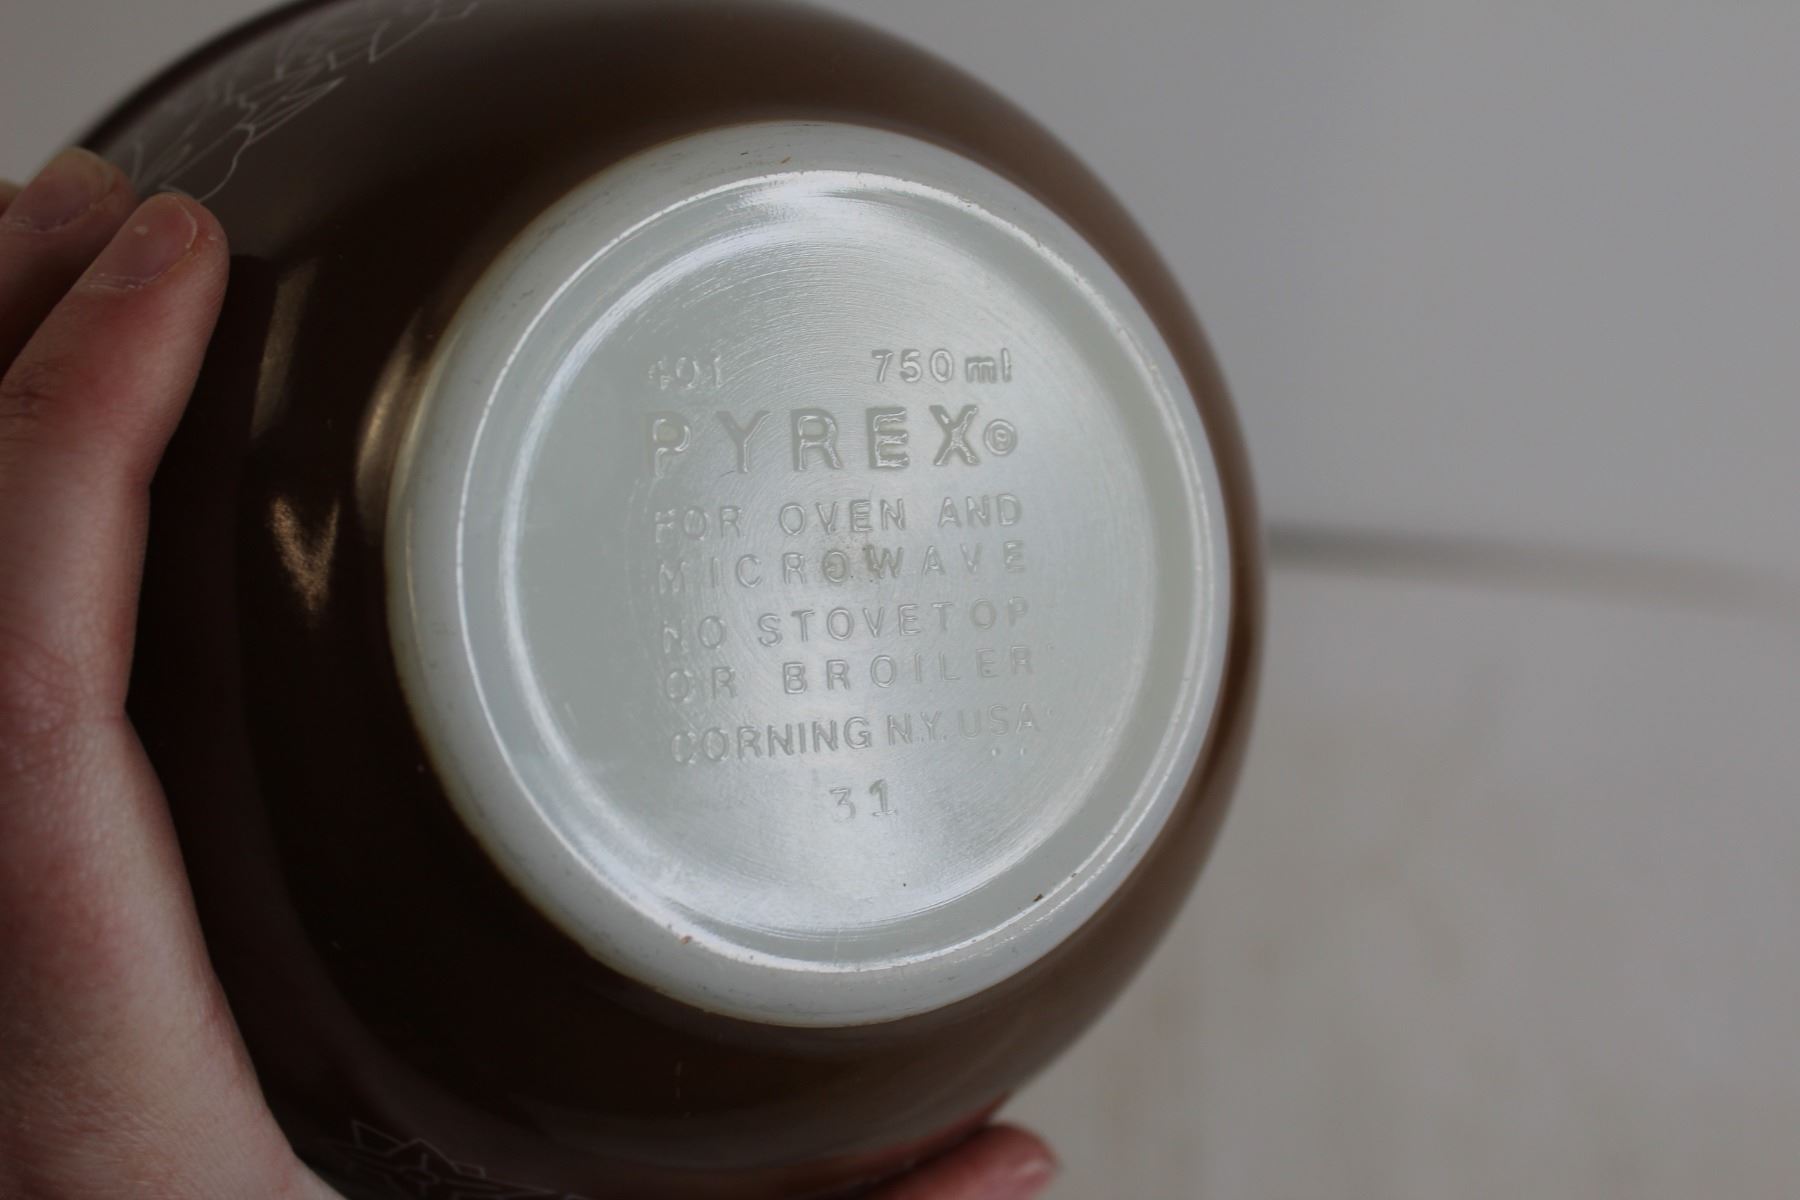 401 750ml
PYREX®
FOR OVEN AND
MICROWAVE
NO STOVETOP
OR BROILER
CORNING N.Y. USA
31